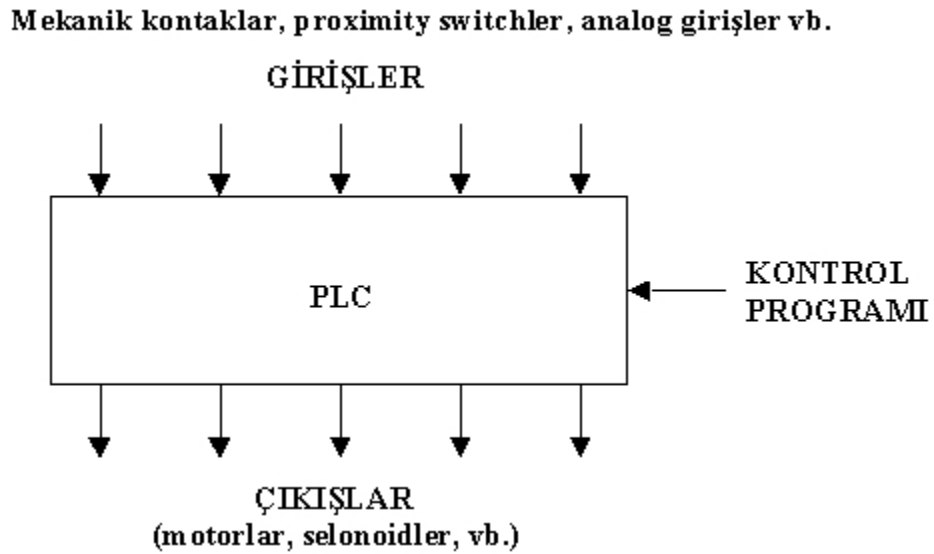 Mekanik kontaklar, proximity switchler, analog girişler vb.
GİRİŞLER
PLC
KONTROL
PROGRAMI
ÇIKIŞLAR
(motorlar, selonoidler, vb.)